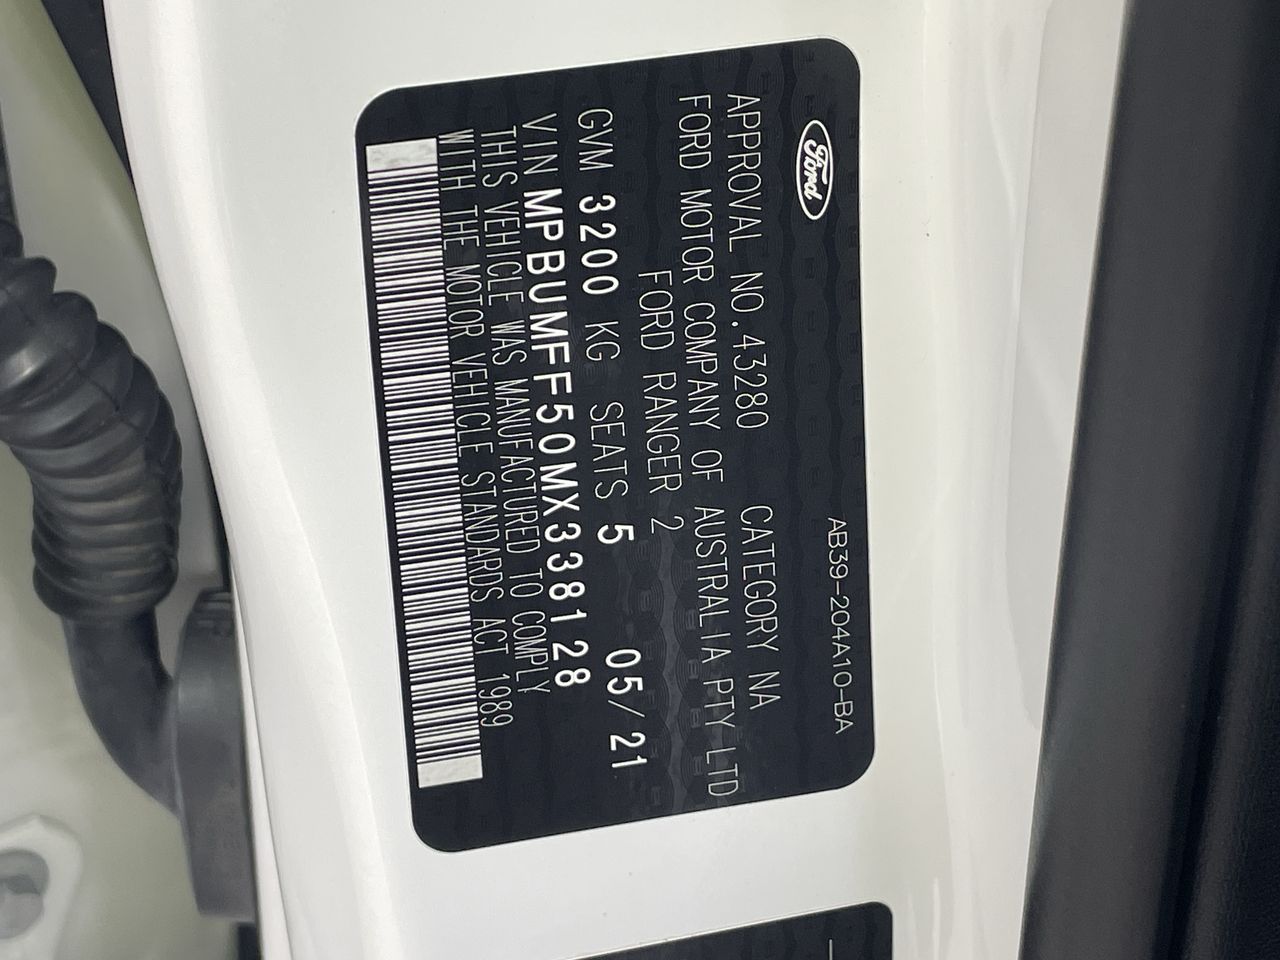 Ford
AB39-204A10-BA
APPROVAL NO.43280 CATEGORY NA
FORD MOTOR COMPANY OF AUSTRALIA PTY LTD
FORD RANGER 2
GVM 3200 KG SEATS 5 05/21
VIN MPBUMFF50MX338128
THIS VEHICLE WAS MANUFACTURED TO COMPLY
WITH THE MOTOR VEHICLE STANDARDS ACT 1989